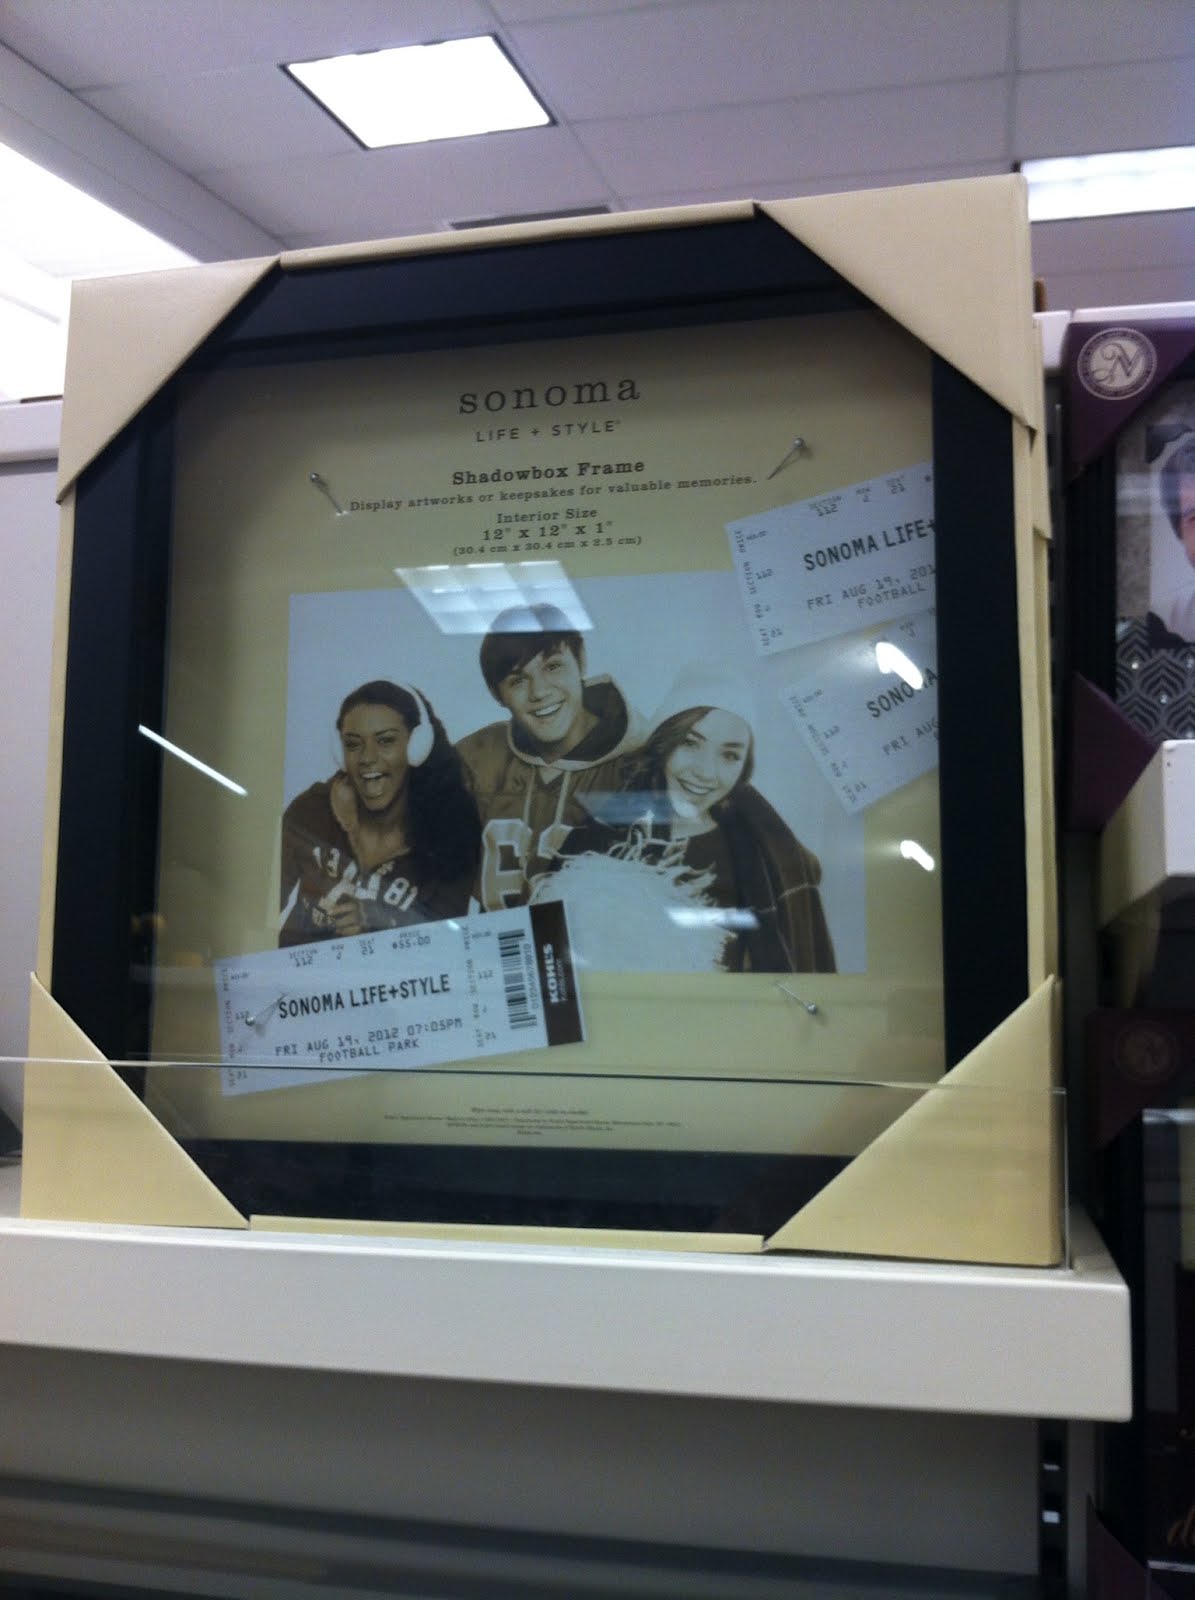 sonoma
LIFE + STYLE®
Shadowbox Frame
Display artworks or keepsakes for valuable memories.
Interior Size
12" x 12" x 1"
(30.4 cm x 30.4 cm x 2.5 cm)
SECTION ROW SEAT
112 J 21
SONOMA LIFE+
FRI AUG 19, 201
FOOTBALL
SONOMA
FRI AUG
13 81
SECTION ROW SEAT PRICE
112 J 21 $55.00
SONOMA LIFE+STYLE
FRI AUG 19, 2012 07:05PM
FOOTBALL PARK
KOHL'S
N